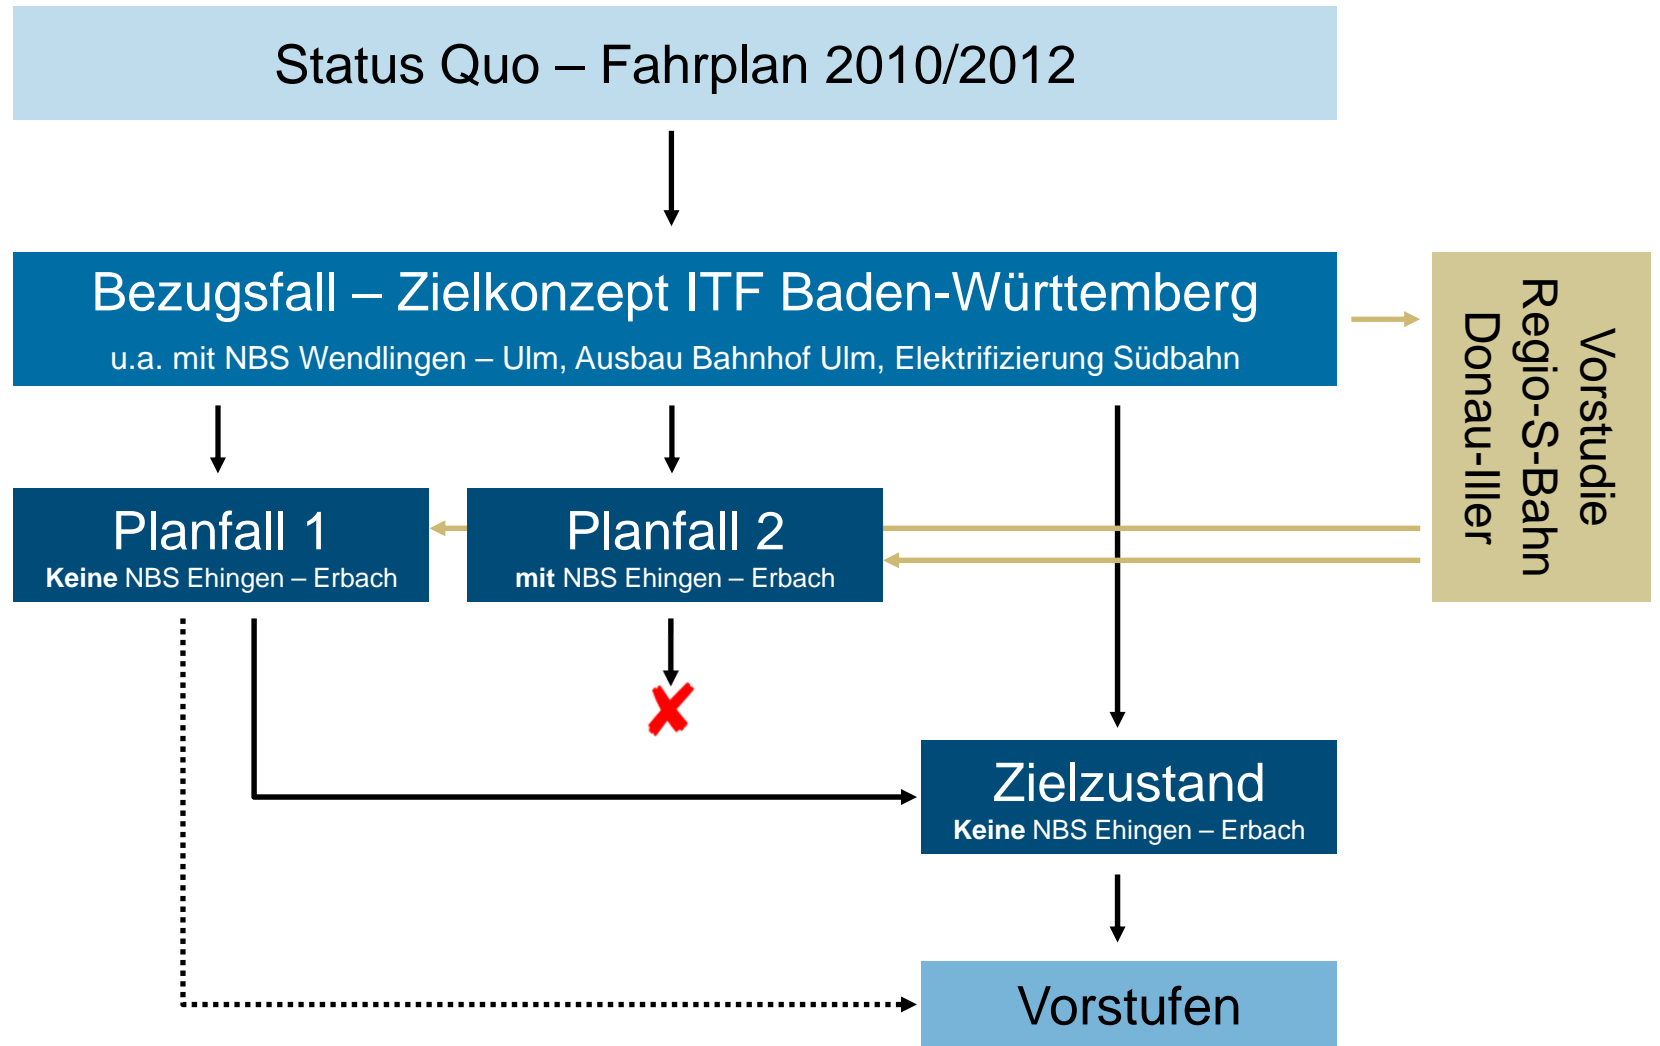 Status Quo – Fahrplan 2010/2012
Bezugsfall – Zielkonzept ITF Baden-Württemberg
u.a. mit NBS Wendlingen – Ulm, Ausbau Bahnhof Ulm, Elektrifizierung Südbahn
Vorstudie
Regio-S-Bahn
Donau-Iller
Planfall 1
Keine NBS Ehingen – Erbach
Planfall 2
mit NBS Ehingen – Erbach
Zielzustand
Keine NBS Ehingen – Erbach
Vorstufen